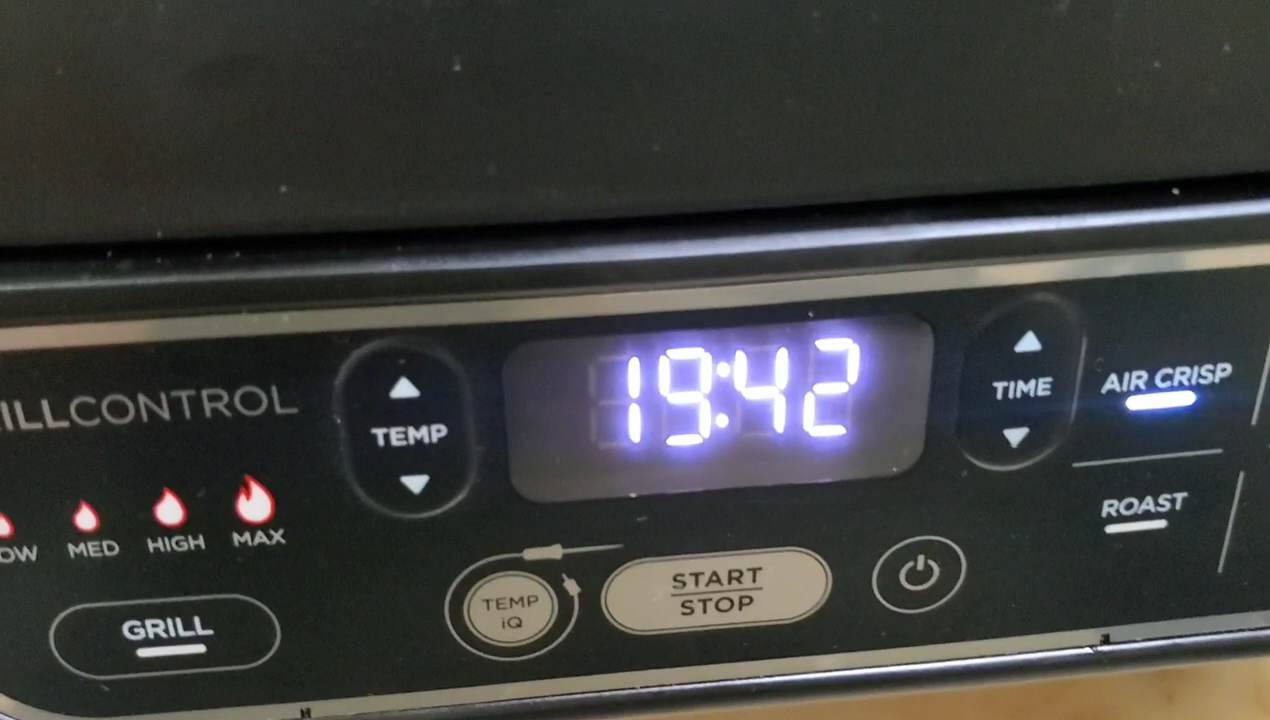 ILLCONTROL
TEMP
19:42
TIME
AIR CRISP
ROAST
OW MED HIGH MAX
GRILL
TEMP
iQ
START
STOP